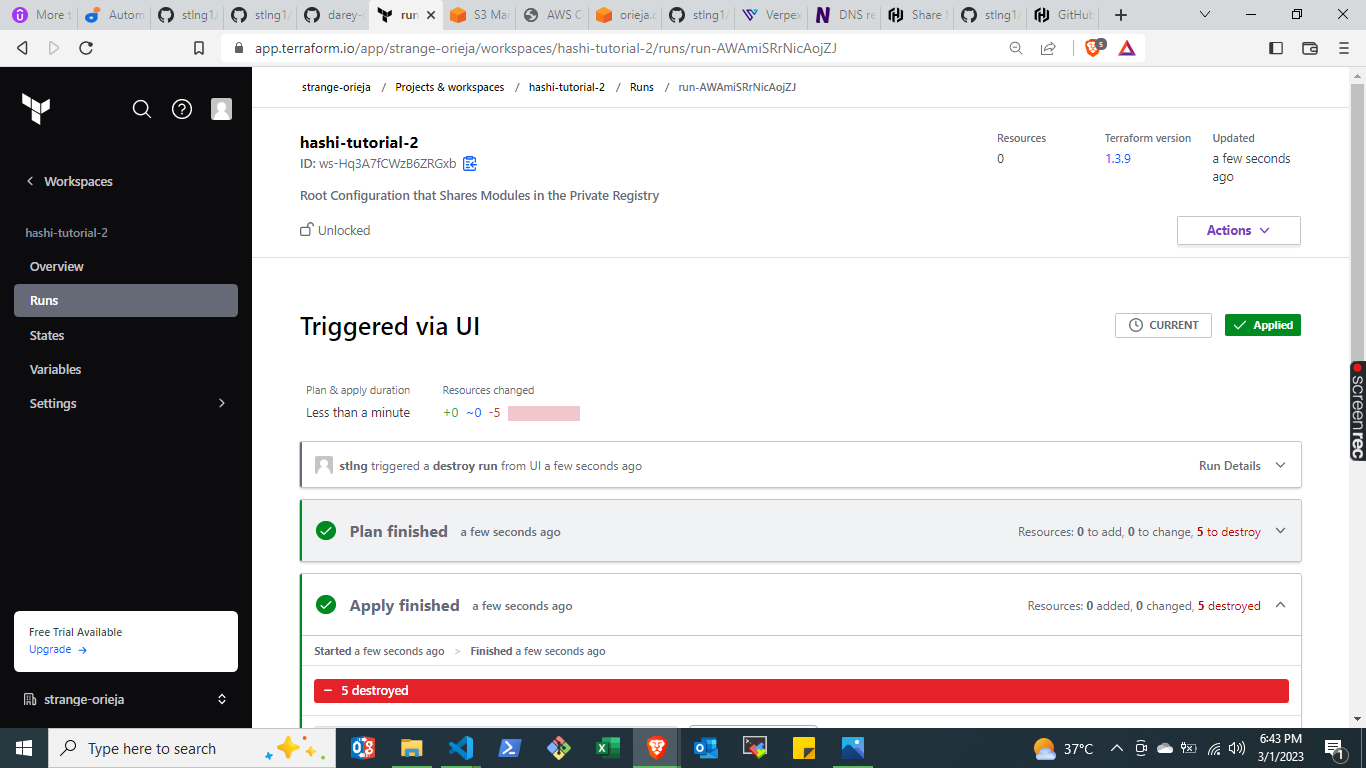 More t
Autom
stlng1/
stlng1/
darey-
run
S3 Mar
AWS C
orieja.c
stlng1/
Verpex
DNS re
Share M
stlng1/
GitHub
app.terraform.io/app/strange-orieja/workspaces/hashi-tutorial-2/runs/run-AWAmiSRrNicAojZJ
5
strange-orieja / Projects & workspaces / hashi-tutorial-2 / Runs / run-AWAmiSRrNicAojZJ
Workspaces
hashi-tutorial-2
Overview
Runs
States
Variables
Settings
Free Trial Available
Upgrade →
strange-orieja
hashi-tutorial-2
ID: ws-Hq3A7fCWzB6ZRGxb
Root Configuration that Shares Modules in the Private Registry
Unlocked
Resources
0
Terraform version
1.3.9
Updated
a few seconds
ago
Actions
Triggered via UI
CURRENT
Applied
Plan & apply duration
Less than a minute
Resources changed
+0 ~0 -5
stlng triggered a destroy run from UI a few seconds ago
Run Details
Plan finished a few seconds ago
Resources: 0 to add, 0 to change, 5 to destroy
Apply finished a few seconds ago
Resources: 0 added, 0 changed, 5 destroyed
Started a few seconds ago > Finished a few seconds ago
− 5 destroyed
screenrec
Type here to search
37°C
6:43 PM
3/1/2023
1